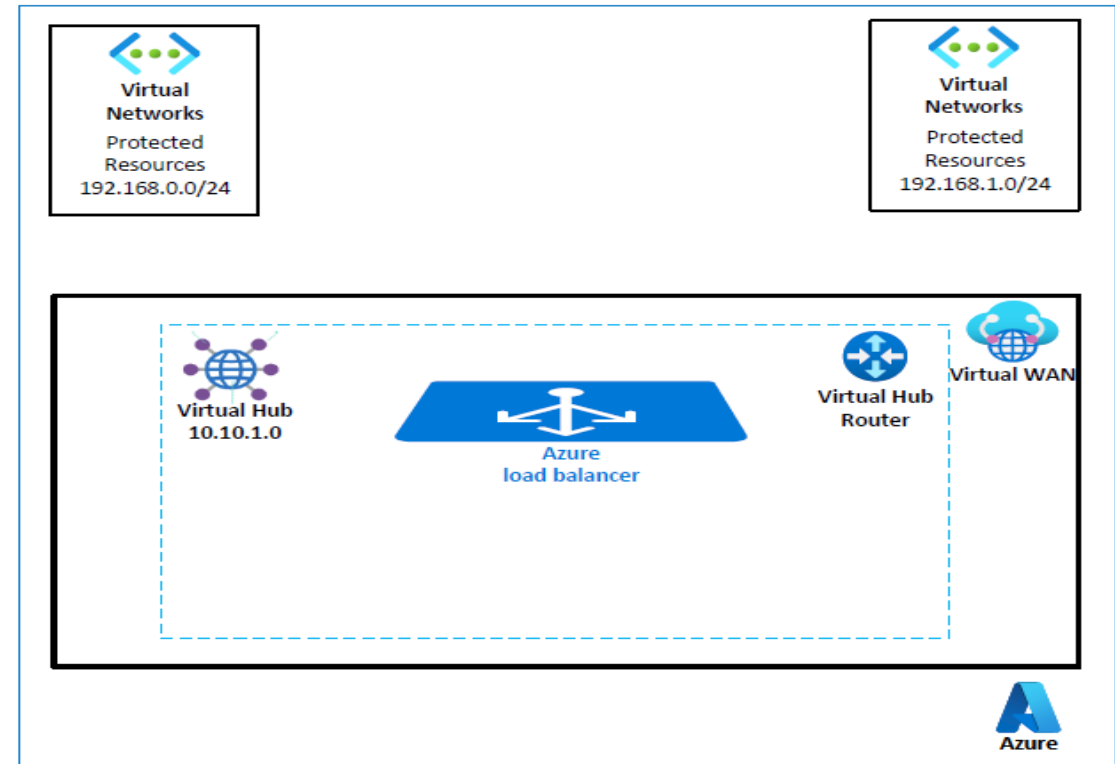 Virtual
Networks
Protected
Resources
192.168.0.0/24
Virtual
Networks
Protected
Resources
192.168.1.0/24
Virtual WAN
Virtual Hub
10.10.1.0
Virtual Hub
Router
Azure
load balancer
Azure